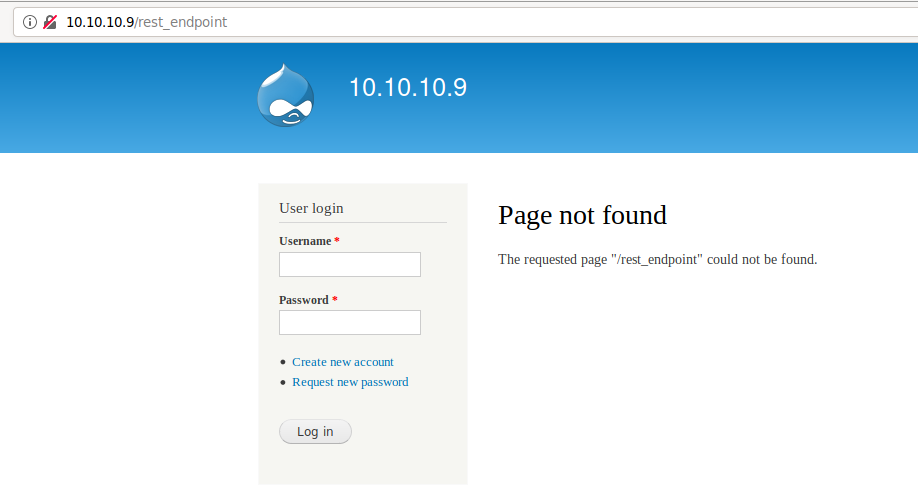 10.10.10.9/rest_endpoint
10.10.10.9
User login
Username *
Password *
Create new account
Request new password
Log in
Page not found
The requested page "/rest_endpoint" could not be found.